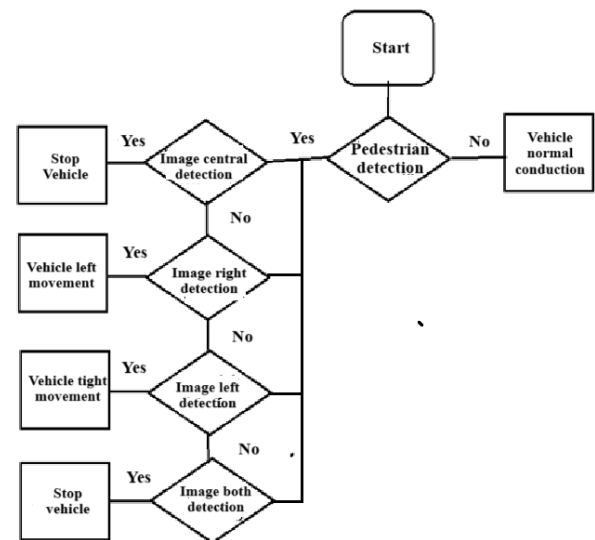 Start
Stop
Vehicle
Yes
Image central
detection
Yes
Pedestrian
detection
No
Vehicle
normal
conduction
No
Vehicle left
movement
Yes
Image right
detection
No
Vehicle tight
movement
Yes
Image left
detection
No
Stop
vehicle
Yes
Image both
detection